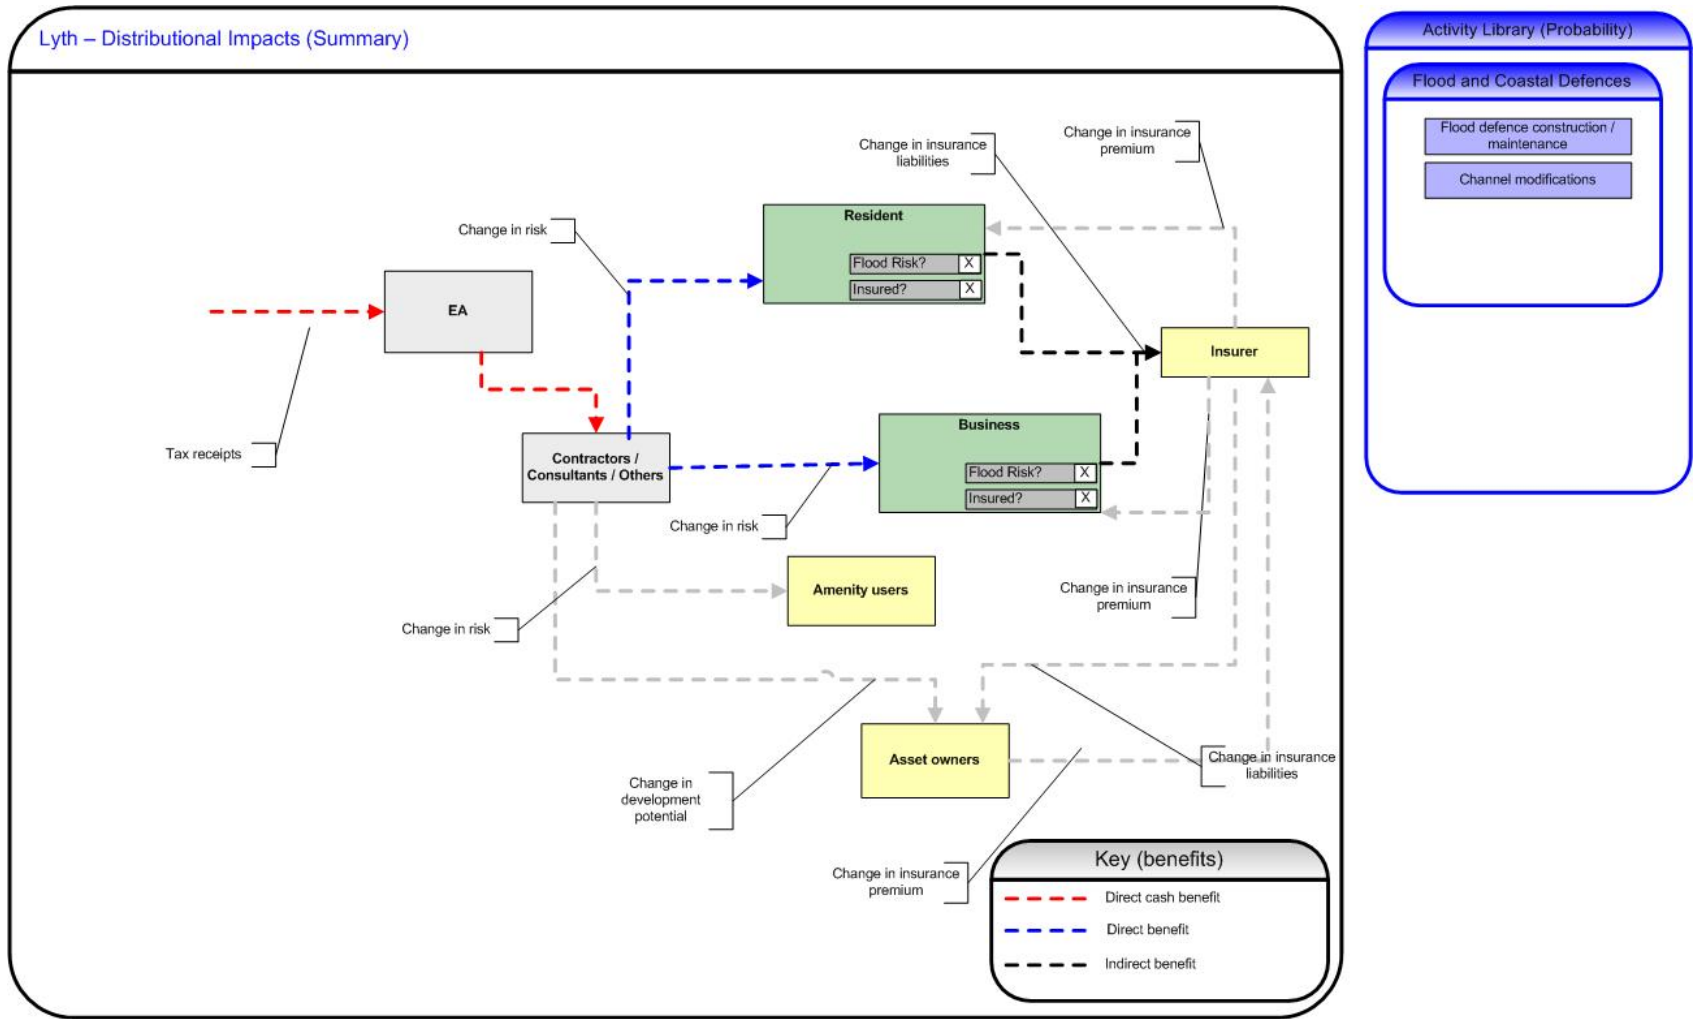 Lyth – Distributional Impacts (Summary)
Activity Library (Probability)
Flood and Coastal Defences
Flood defence construction /
maintenance
Channel modifications
Change in insurance
liabilities
Change in insurance
premium
Change in risk
Resident
Flood Risk? X
Insured? X
EA
Insurer
Tax receipts
Contractors /
Consultants / Others
Business
Flood Risk? X
Insured? X
Change in risk
Amenity users
Change in insurance
premium
Change in risk
Asset owners
Change in insurance
liabilities
Change in
development
potential
Change in insurance
premium
Key (benefits)
Direct cash benefit
Direct benefit
Indirect benefit